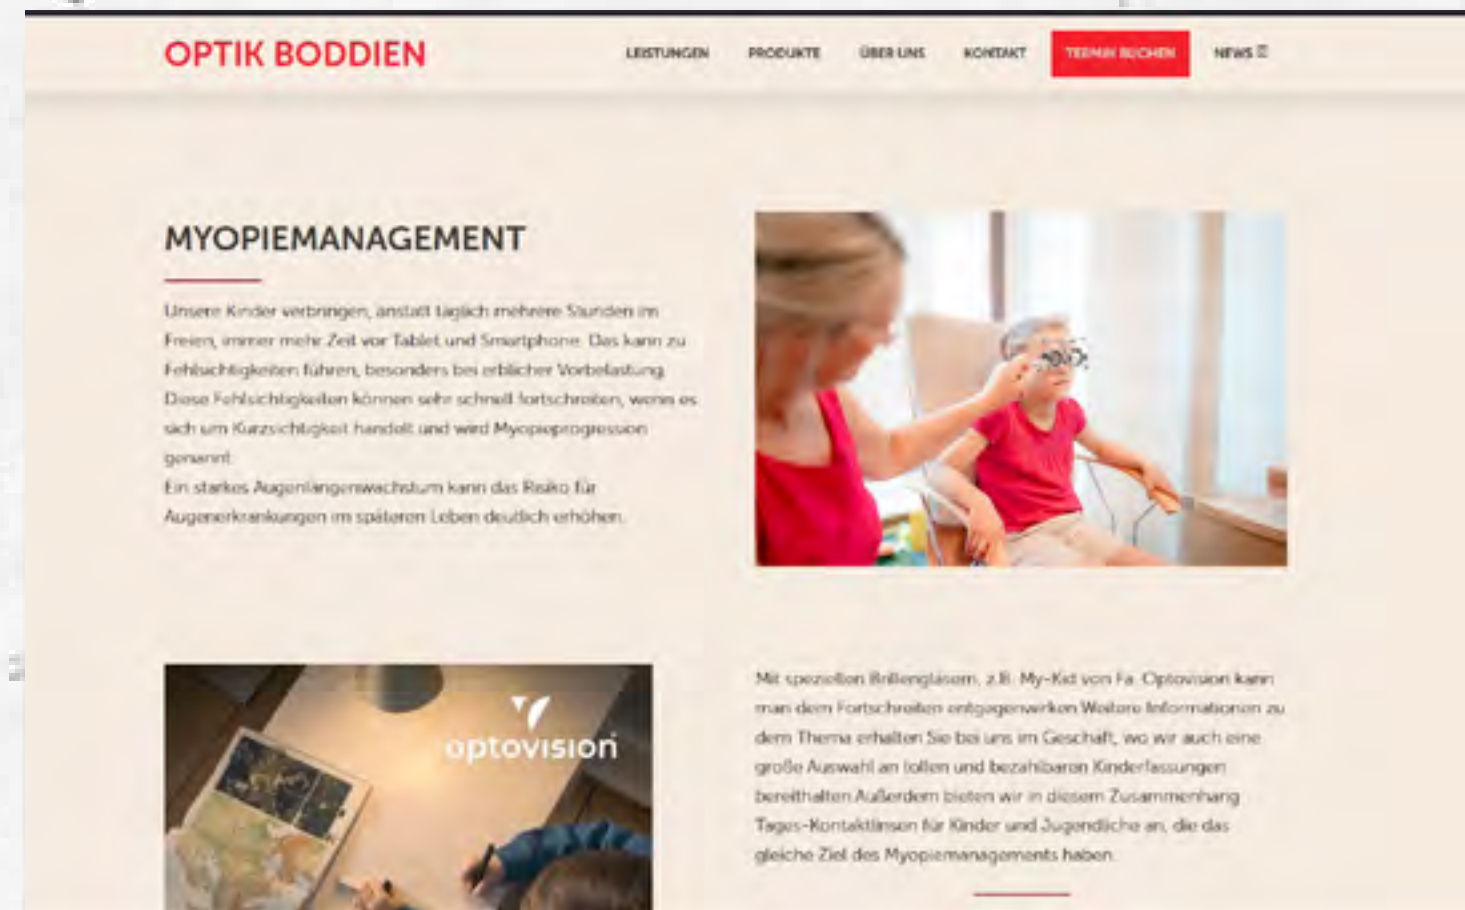 OPTIK BODDIEN
LEISTUNGEN PRODUKTE ÜBER UNS KONTAKT TERMIN BUCHEN NEWS
MYOPIEMANAGEMENT
Unsere Kinder verbringen, anstatt täglich mehrere Stunden im
Freien, immer mehr Zeit vor Tablet und Smartphone. Das kann zu
Fehlsichtigkeiten führen, besonders bei erblicher Vorbelastung.
Diese Fehlsichtigkeiten können sehr schnell fortschreiten, wenn es
sich um Kurzsichtigkeit handelt und wird Myopieprogression
genannt.
Ein starkes Augenlängenwachstum kann das Risiko für
Augenerkrankungen im späteren Leben deutlich erhöhen.
optovision
Mit speziellen Brillengläsern, z.B. My-Kid von Fa. Optovision kann
man dem Fortschreiten entgegenwirken Weitere Informationen zu
dem Thema erhalten Sie bei uns im Geschäft, wo wir auch eine
große Auswahl an tollen und bezahlbaren Kinderfassungen
bereithalten Außerdem bieten wir in diesem Zusammenhang
Tages-Kontaktlinsen für Kinder und Jugendliche an, die das
gleiche Ziel des Myopiemanagements haben.